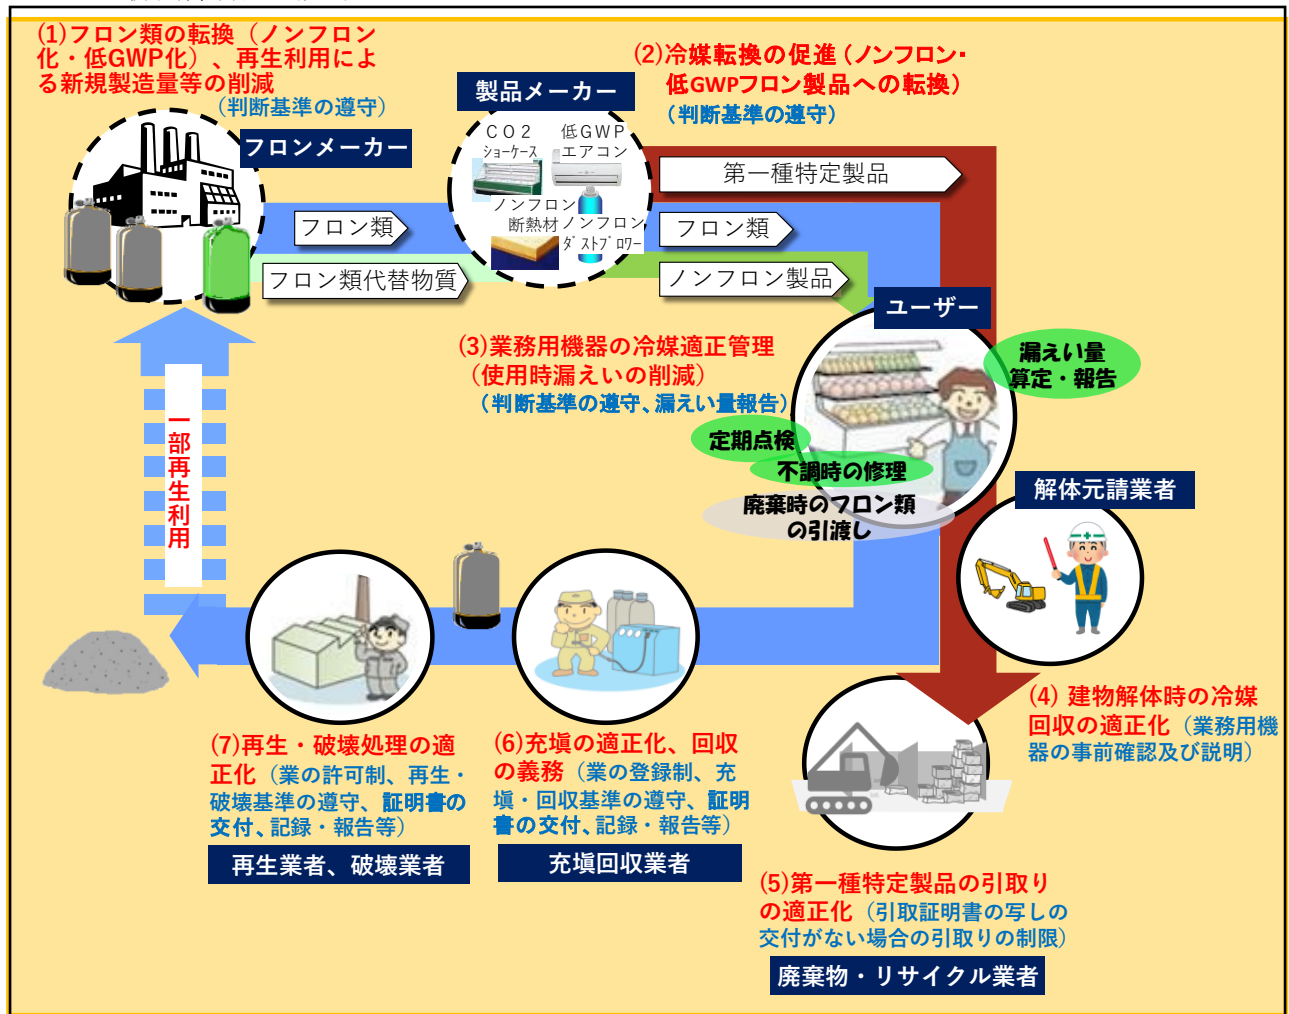 (1)フロン類の転換（ノンフロン
化・低GWP化）、再生利用によ
る新規製造量等の削減
（判断基準の遵守）
フロンメーカー
製品メーカー
CO2
ショーケース
低GWP
エアコン
ノンフロン
断熱材
ノンフロン
ダストブロワー
(2)冷媒転換の促進（ノンフロン・
低GWPフロン製品への転換）
（判断基準の遵守）
第一種特定製品
フロン類
フロン類
フロン類代替物質
ノンフロン製品
ユーザー
(3)業務用機器の冷媒適正管理
（使用時漏えいの削減）
（判断基準の遵守、漏えい量報告）
漏えい量
算定・報告
定期点検
不調時の修理
廃棄時のフロン類
の引渡し
解体元請業者
一部再生利用
(4) 建物解体時の冷媒
回収の適正化（業務用機
器の事前確認及び説明）
(7)再生・破壊処理の適
正化（業の許可制、再生・
破壊基準の遵守、証明書の
交付、記録・報告等）
再生業者、破壊業者
(6)充塡の適正化、回収
の義務（業の登録制、充
塡・回収基準の遵守、証明
書の交付、記録・報告等）
充塡回収業者
(5)第一種特定製品の引取り
の適正化（引取証明書の写しの
交付がない場合の引取りの制限）
廃棄物・リサイクル業者